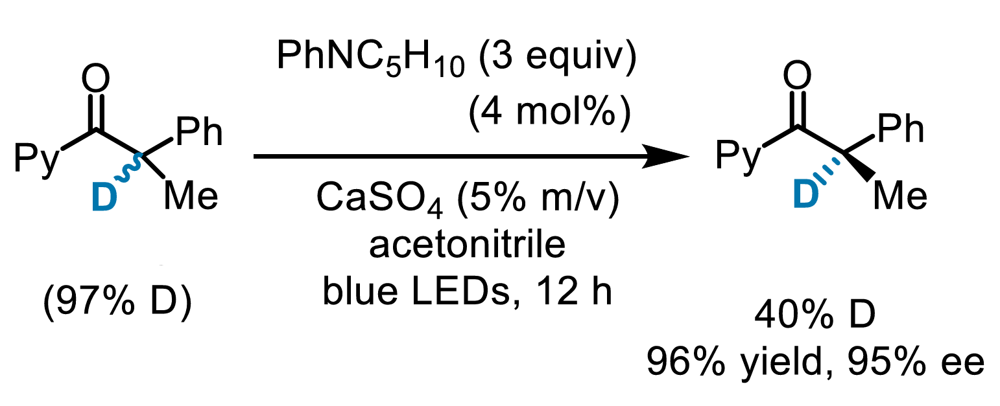 O
Py
Ph
D
Me
(97% D)
PhNC₅H₁₀ (3 equiv)
(4 mol%)
CaSO₄ (5% m/v)
acetonitrile
blue LEDs, 12 h
O
Py
Ph
D
Me
40% D
96% yield, 95% ee